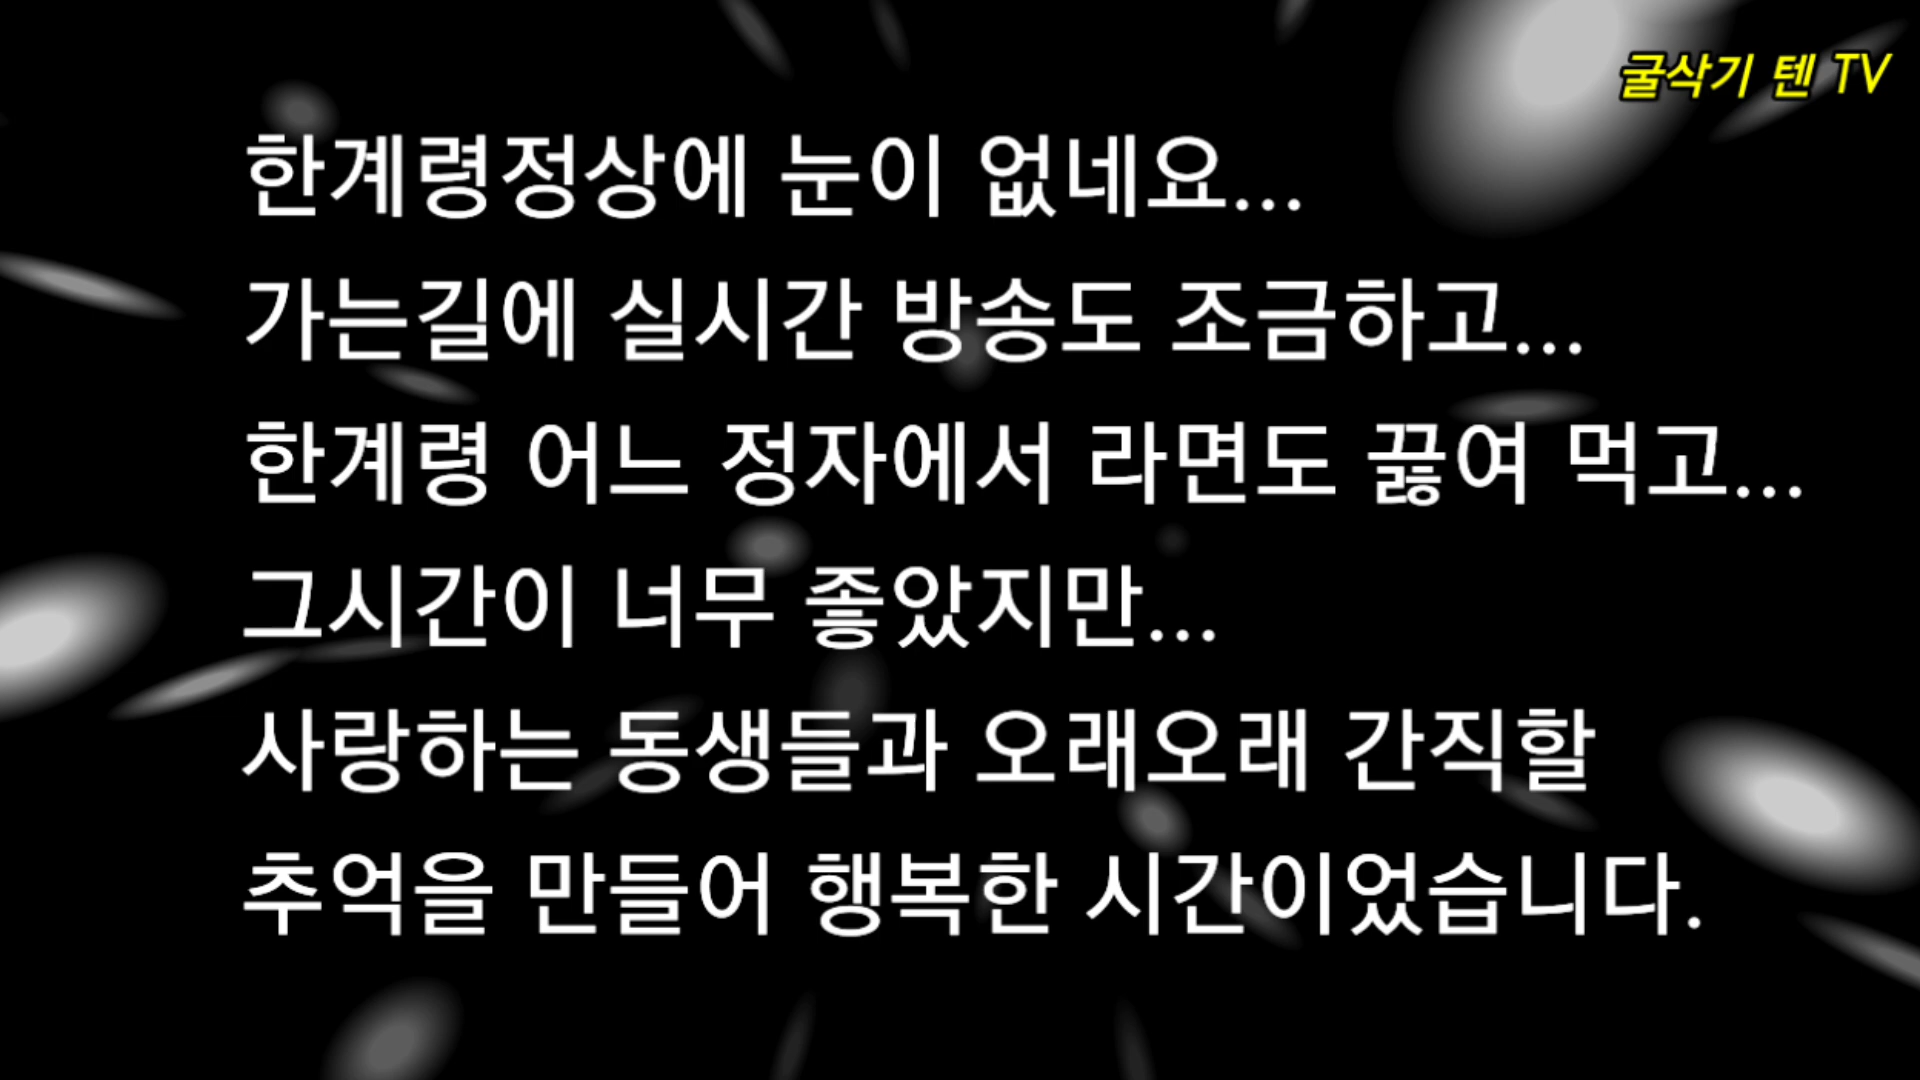 굴삭기 텐 TV
한계령정상에 눈이 없네요...
가는길에 실시간 방송도 조금하고...
한계령 어느 정자에서 라면도 끓여 먹고...
그시간이 너무 좋았지만...
사랑하는 동생들과 오래오래 간직할
추억을 만들어 행복한 시간이었습니다.